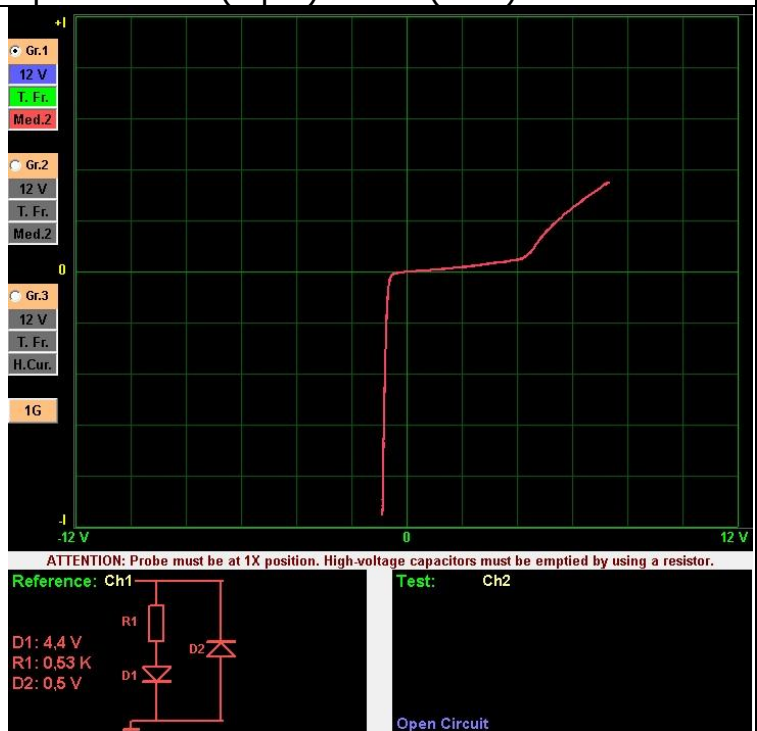 +I
Gr.1
12 V
T. Fr.
Med.2
Gr.2
12 V
T. Fr.
Med.2
0
Gr.3
12 V
T. Fr.
H.Cur.
1G
-I
-12 V
0
12 V
ATTENTION: Probe must be at 1X position. High-voltage capacitors must be emptied by using a resistor.
Reference: Ch1
R1
D1: 4,4 V
R1: 0,53 K
D2: 0,5 V
D1
D2
Test: Ch2
Open Circuit